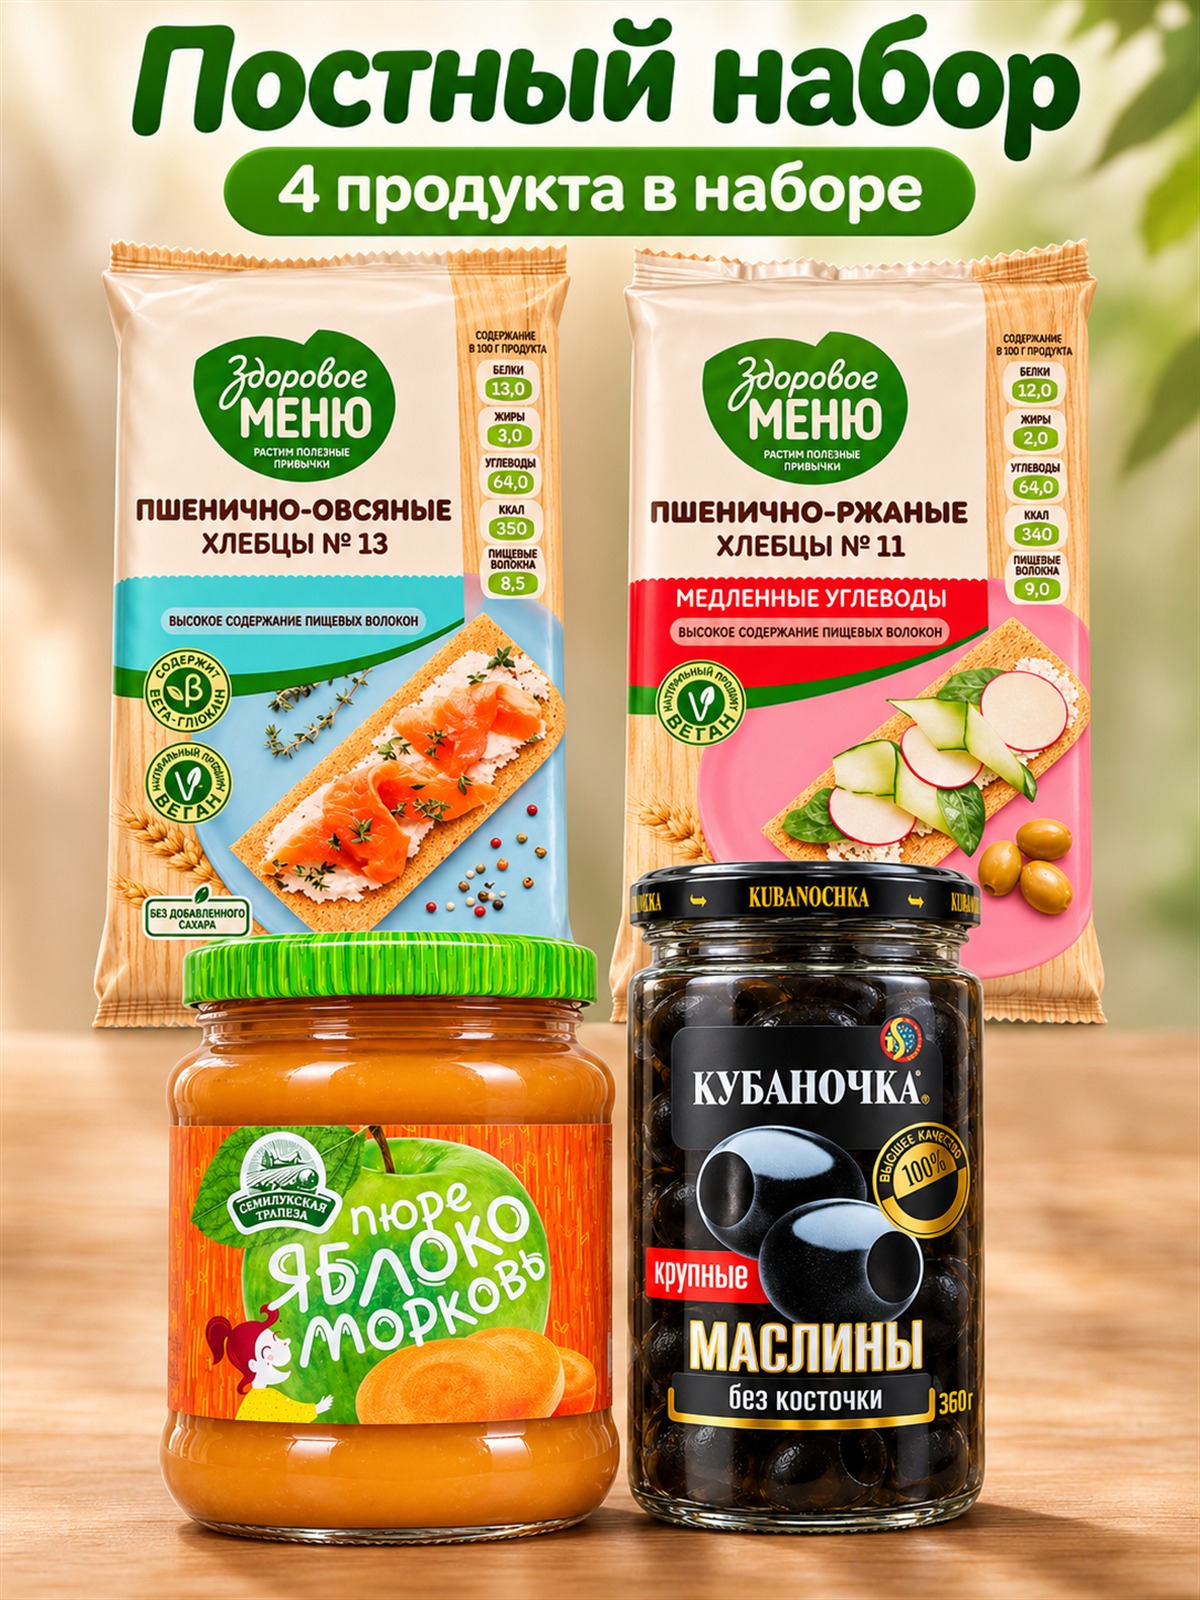 Постный набор
4 продукта в наборе
Здоровое
МЕНЮ
РАСТИМ ПОЛЕЗНЫЕ
ПРИВЫЧКИ
ПШЕНИЧНО-ОВСЯНЫЕ
ХЛЕБЦЫ № 13
ВЫСОКОЕ СОДЕРЖАНИЕ ПИЩЕВЫХ ВОЛОКОН
СОДЕРЖАНИЕ
В 100 Г ПРОДУКТА
БЕЛКИ
13,0
ЖИРЫ
3,0
УГЛЕВОДЫ
64,0
ККАЛ
350
ПИЩЕВЫЕ
ВОЛОКНА
8,5
СОДЕРЖИТ
β
БЕТА-ГЛЮКАН
НАТУРАЛЬНЫЙ ПРОДУКТ
V
ВЕГАН
БЕЗ ДОБАВЛЕННОГО
САХАРА
Здоровое
МЕНЮ
РАСТИМ ПОЛЕЗНЫЕ
ПРИВЫЧКИ
ПШЕНИЧНО-РЖАНЫЕ
ХЛЕБЦЫ № 11
МЕДЛЕННЫЕ УГЛЕВОДЫ
ВЫСОКОЕ СОДЕРЖАНИЕ ПИЩЕВЫХ ВОЛОКОН
СОДЕРЖАНИЕ
В 100 Г ПРОДУКТА
БЕЛКИ
12,0
ЖИРЫ
2,0
УГЛЕВОДЫ
64,0
ККАЛ
340
ПИЩЕВЫЕ
ВОЛОКНА
9,0
НАТУРАЛЬНЫЙ ПРОДУКТ
V
ВЕГАН
СЕМИЛУКСКАЯ
ТРАПЕЗА
пюре
ЯБЛОКО
МОРКОВЬ
KUBANOCHKA
КУБАНОЧКА
ВЫСШЕЕ КАЧЕСТВО
100%
крупные
МАСЛИНЫ
без косточки
360 г